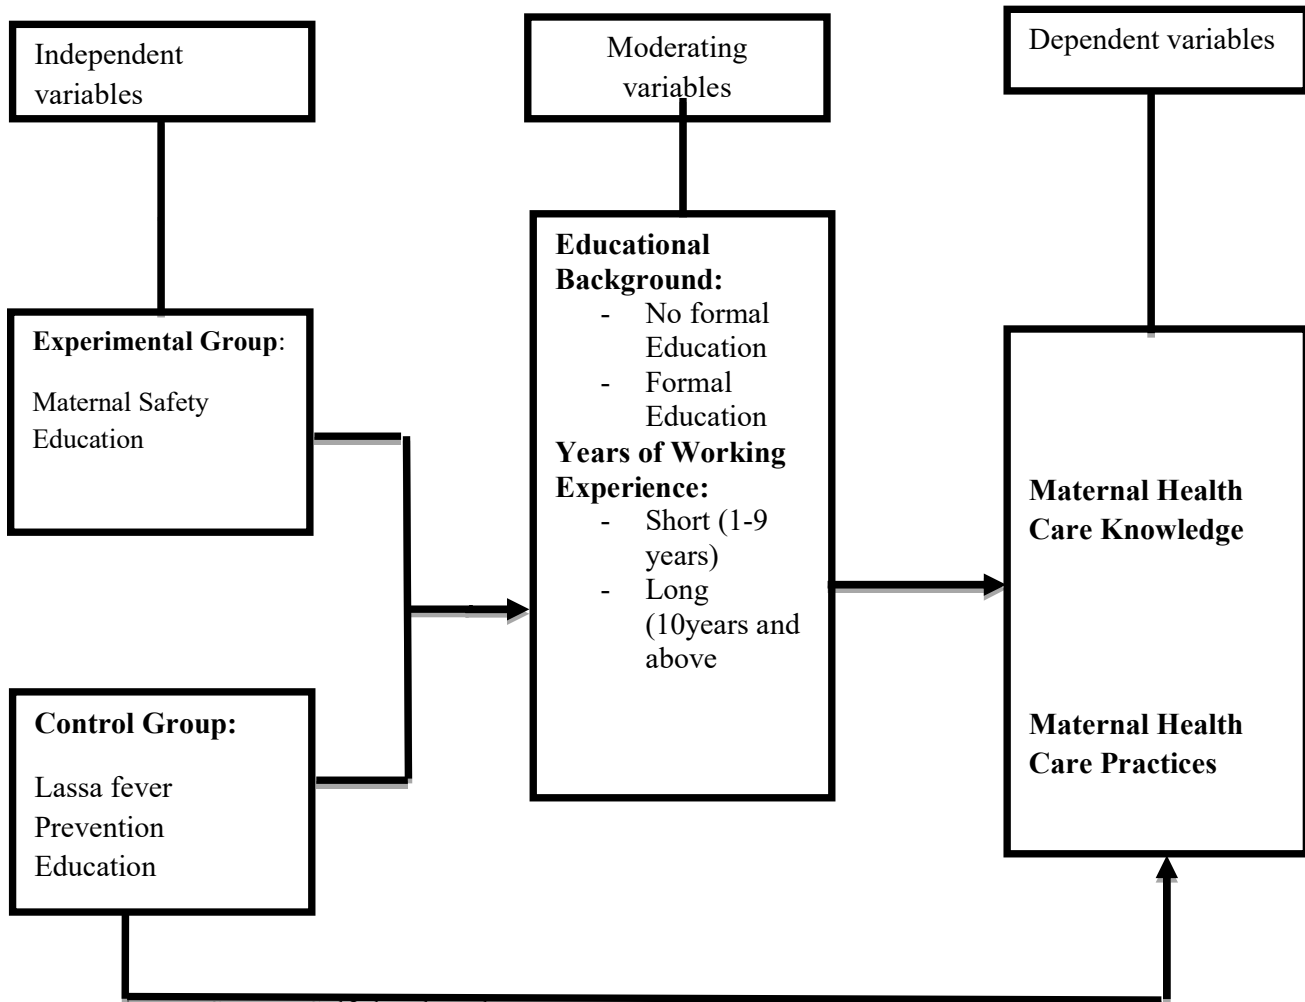 Independent
variables
Moderating
variables
Dependent variables
Experimental Group:
Maternal Safety
Education
Control Group:
Lassa fever
Prevention
Education
Educational
Background:
- No formal
Education
- Formal
Education
Years of Working
Experience:
- Short (1-9
years)
- Long
(10years and
above
Maternal Health
Care Knowledge
Maternal Health
Care Practices